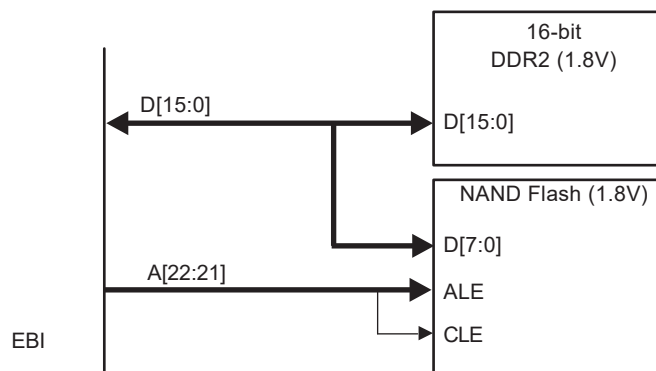 16-bit
DDR2 (1.8V)
D[15:0]
D[15:0]
NAND Flash (1.8V)
D[7:0]
A[22:21]
ALE
CLE
EBI